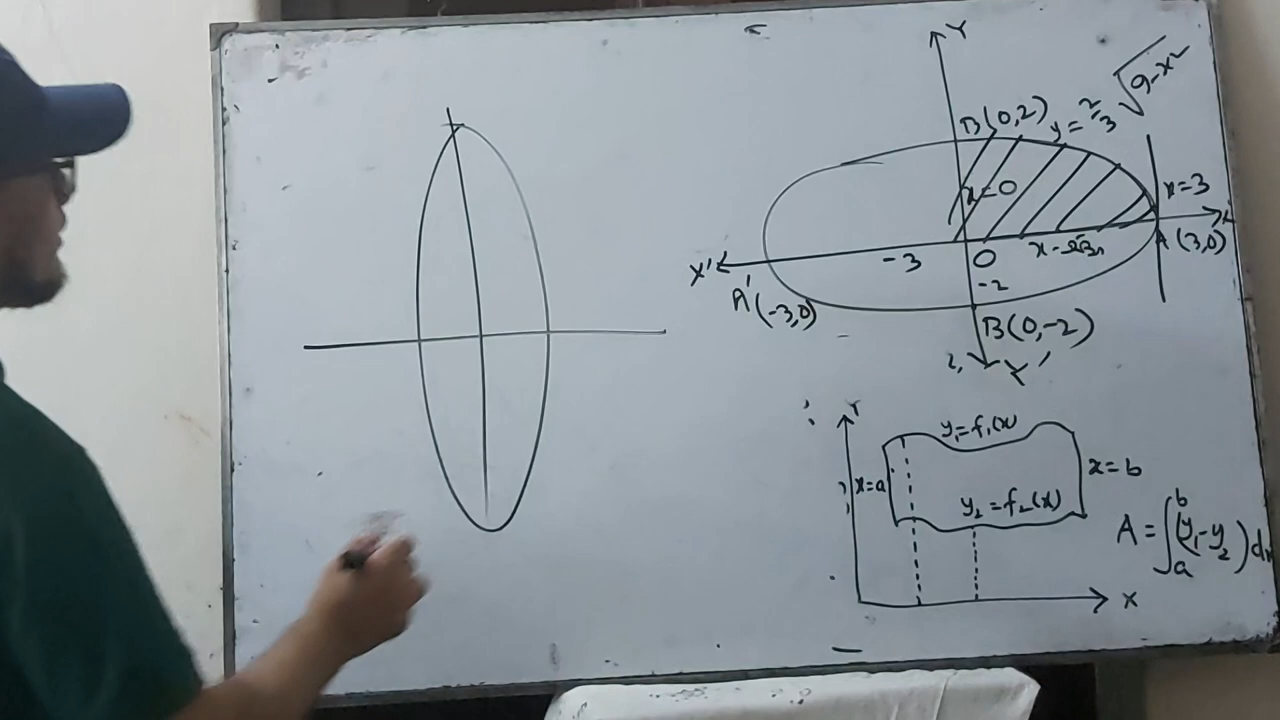 Y
B(0,2)
y = 2/3 √9-x²
x=0
x=3
X'
-3
O
A(3,0)
A'(-3,0)
-2
B(0,-2)
Y'
Y
y₁=f₁(x)
x=a
x=b
y₂=f₂(x)
A = ∫ₐᵇ(y₁-y₂)dx
X